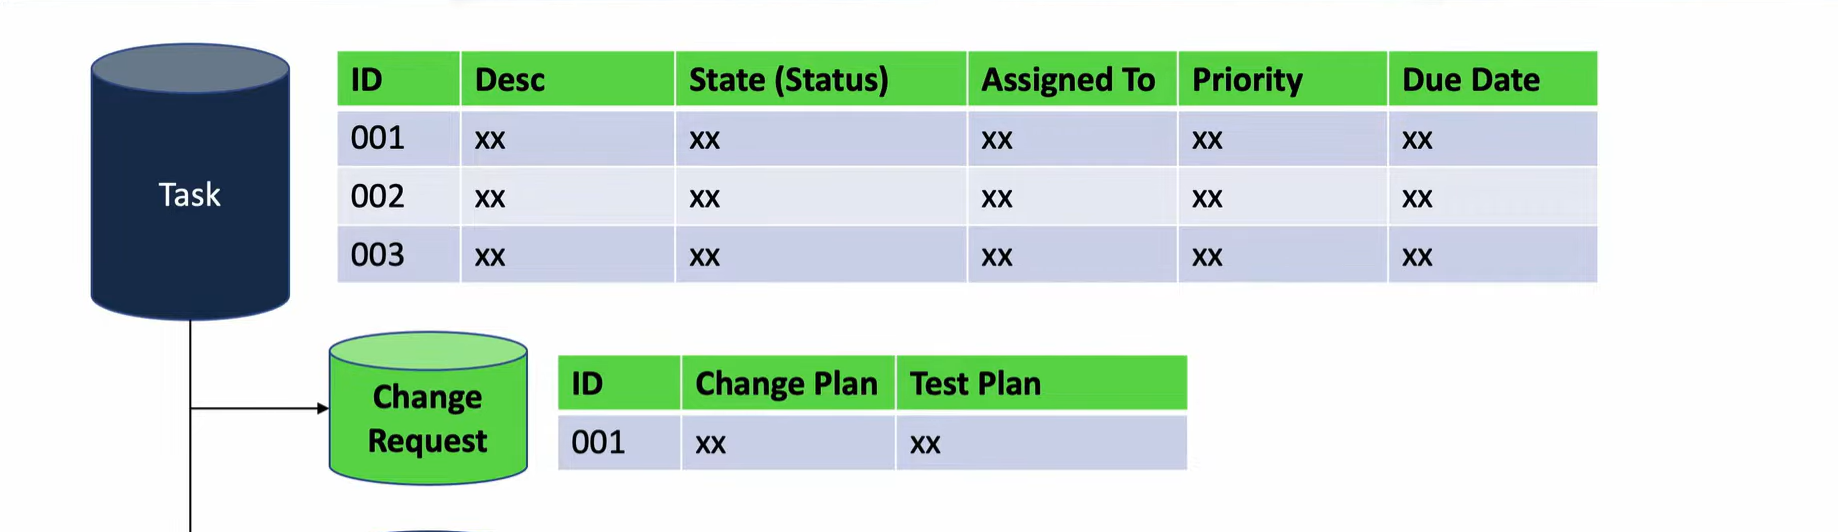 Task
ID Desc State (Status) Assigned To Priority Due Date
001 xx xx xx xx xx
002 xx xx xx xx xx
003 xx xx xx xx xx
Change
Request
ID Change Plan Test Plan
001 xx xx